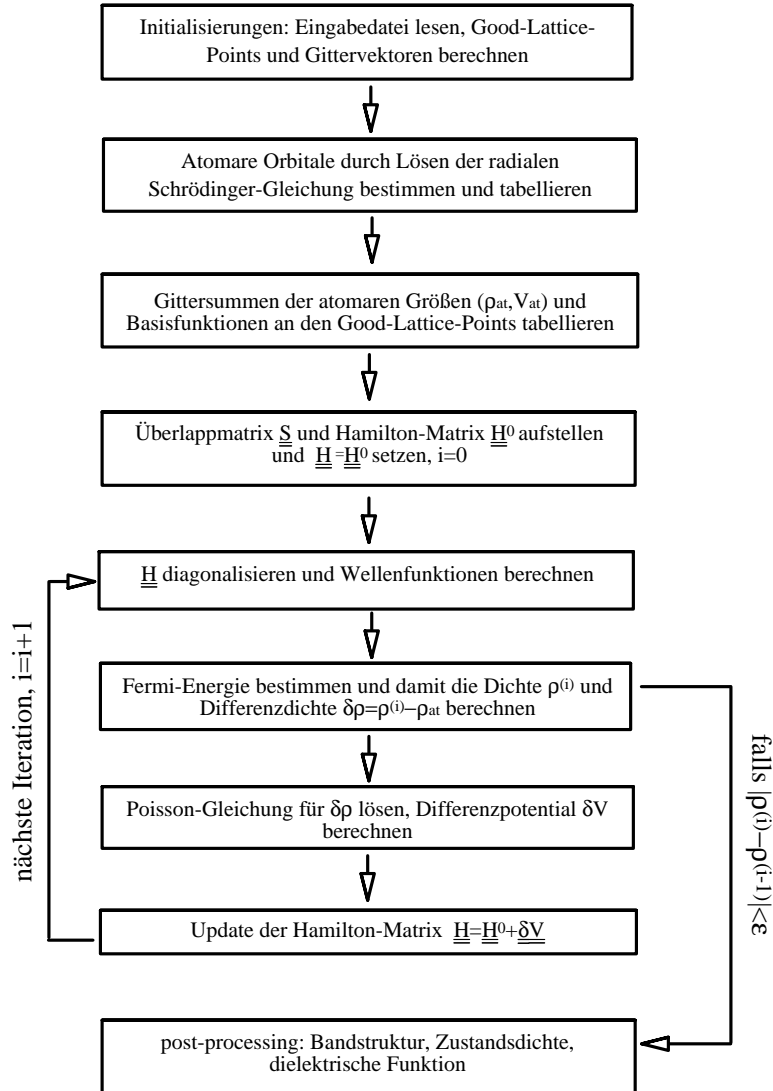 Initialisierungen: Eingabedatei lesen, Good-Lattice-
Points und Gittervektoren berechnen
Atomare Orbitale durch Lösen der radialen
Schrödinger-Gleichung bestimmen und tabellieren
Gittersummen der atomaren Größen (ρat,Vat) und
Basisfunktionen an den Good-Lattice-Points tabellieren
Überlappmatrix S und Hamilton-Matrix H⁰ aufstellen
und H=H⁰ setzen, i=0
H diagonalisieren und Wellenfunktionen berechnen
nächste Iteration, i=i+1
Fermi-Energie bestimmen und damit die Dichte ρ⁽ⁱ⁾ und
Differenzdichte δρ=ρ⁽ⁱ⁾−ρat berechnen
falls |ρ⁽ⁱ⁾−ρ⁽ⁱ⁻¹⁾|<ε
Poisson-Gleichung für δρ lösen, Differenzpotential δV
berechnen
Update der Hamilton-Matrix H=H⁰+δV
post-processing: Bandstruktur, Zustandsdichte,
dielektrische Funktion